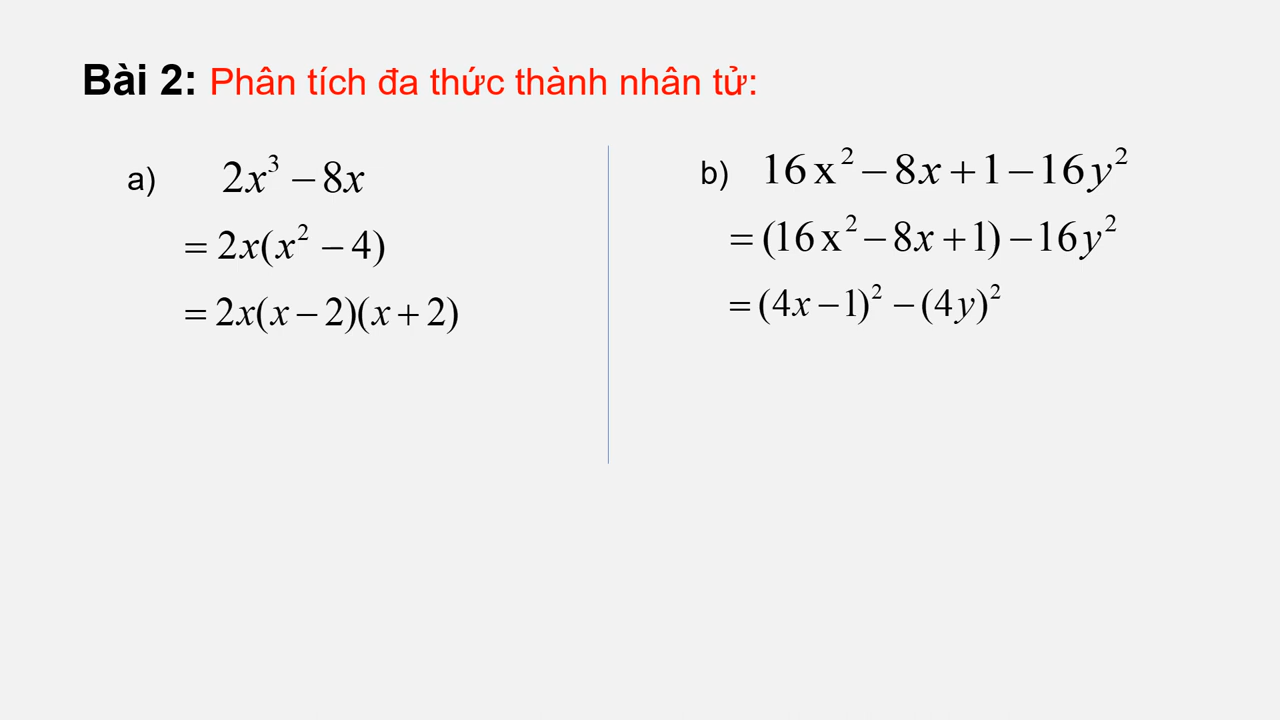 Bài 2: Phân tích đa thức thành nhân tử:
a) 2x³ − 8x
= 2x(x² − 4)
= 2x(x − 2)(x + 2)
b) 16x² − 8x + 1 − 16y²
= (16x² − 8x + 1) − 16y²
= (4x − 1)² − (4y)²